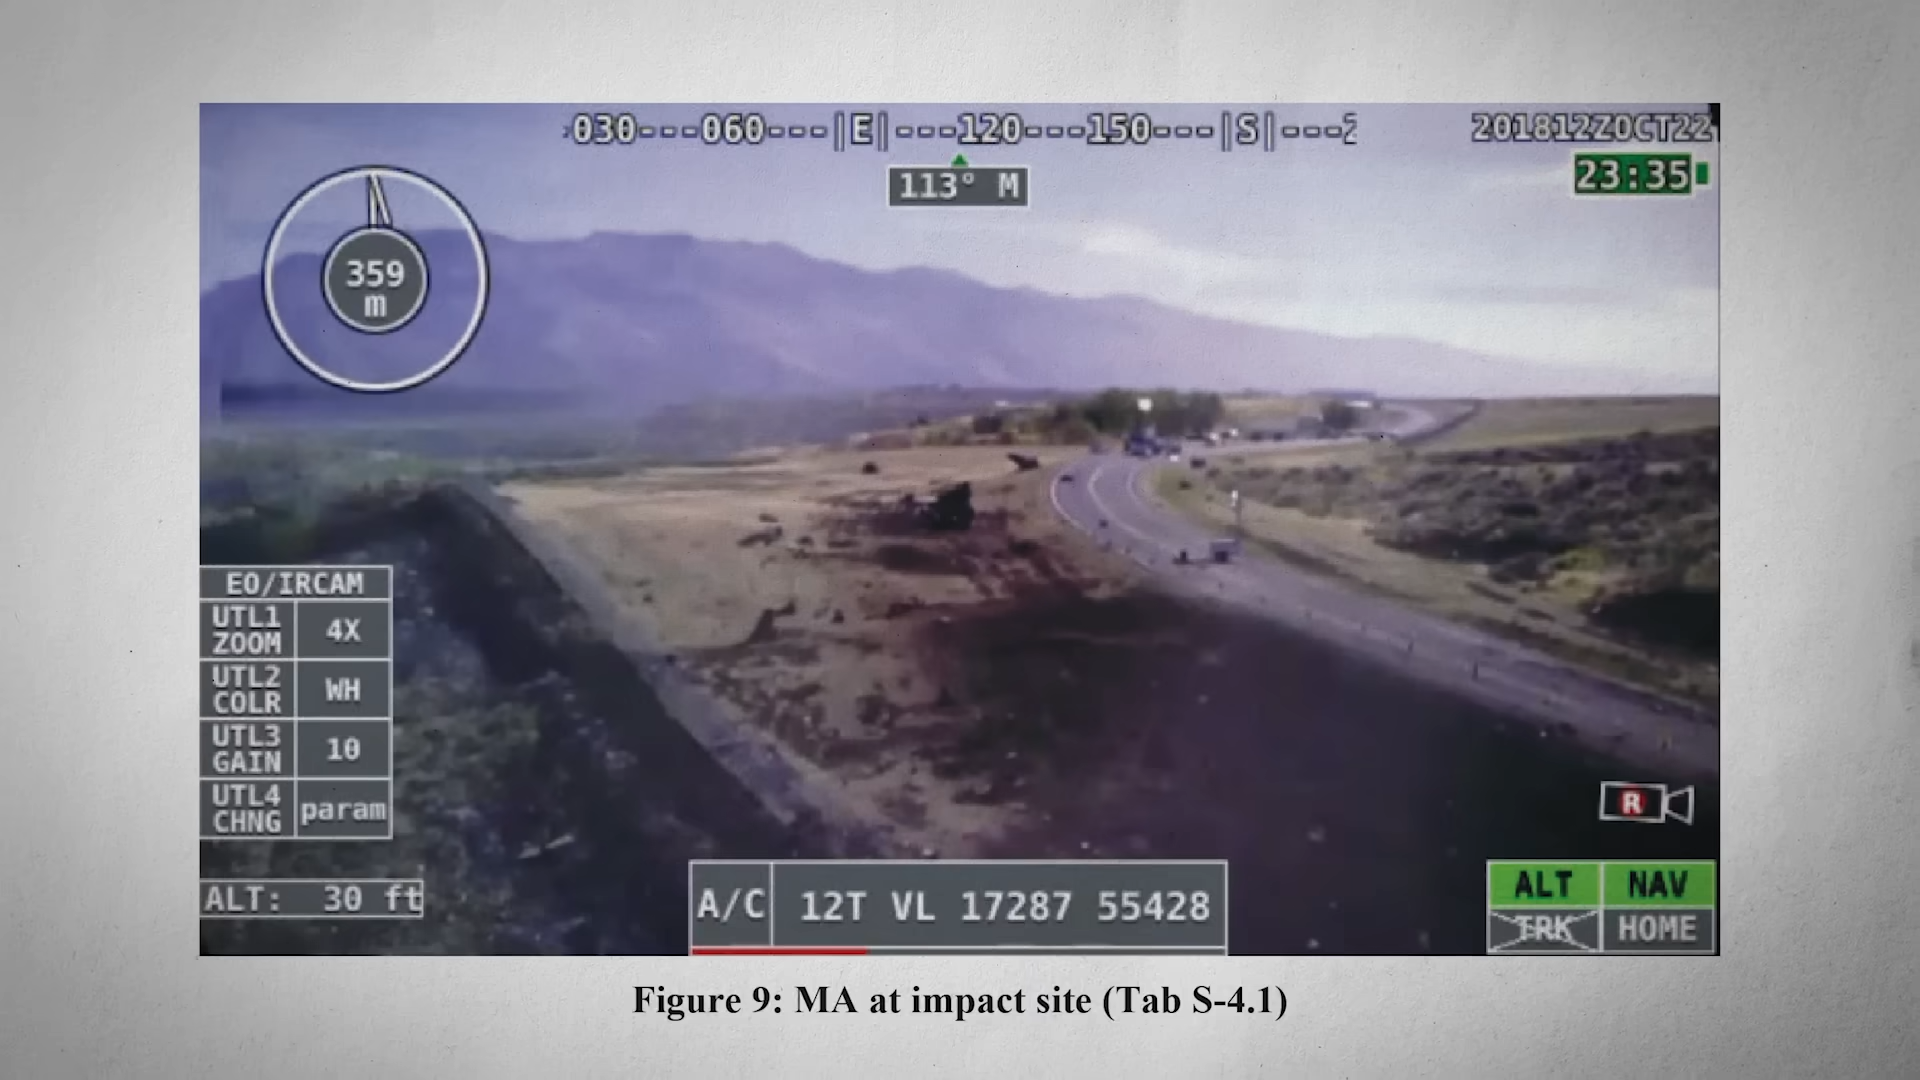 030---060---|E|---120---150---|S|---2
201812ZOCT22
113° M
23:35
359
m
EO/IRCAM
UTL1 ZOOM 4X
UTL2 COLR WH
UTL3 GAIN 10
UTL4 CHNG param
ALT: 30 ft
A/C 12T VL 17287 55428
R
ALT NAV
TRK HOME
Figure 9: MA at impact site (Tab S-4.1)